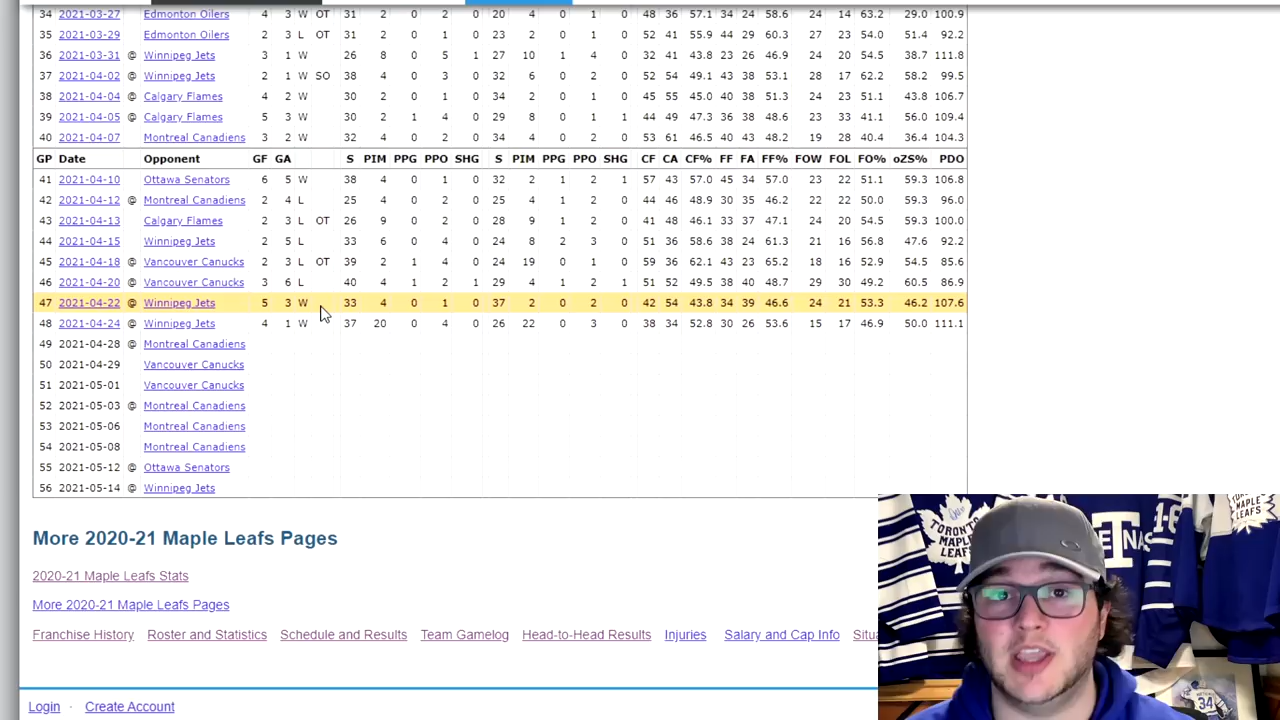 34 2021-03-27 Edmonton Oilers 4 3 W OT 31 2 0 2 0 20 4 0 1 0 48 36 57.1 34 24 58.6 20 14 63.2 29.0 100.9
35 2021-03-29 Edmonton Oilers 2 3 L OT 31 2 0 1 0 23 2 0 1 0 52 41 55.9 44 29 60.3 27 23 54.0 51.4 92.2
36 2021-03-31 @ Winnipeg Jets 3 1 W 26 8 0 5 1 27 10 1 4 0 32 41 43.8 23 26 46.9 24 20 54.5 38.7 111.8
37 2021-04-02 @ Winnipeg Jets 2 1 W SO 38 4 0 3 0 32 6 0 2 0 52 54 49.1 43 38 53.1 28 17 62.2 58.2 99.5
38 2021-04-04 @ Calgary Flames 4 2 W 30 2 0 1 0 34 2 0 1 0 45 55 45.0 40 38 51.3 24 23 51.1 43.8 106.7
39 2021-04-05 @ Calgary Flames 5 3 W 30 2 1 4 0 29 8 0 1 1 44 49 47.3 36 38 48.6 23 33 41.1 56.0 109.4
40 2021-04-07 Montreal Canadiens 3 2 W 32 4 0 1 0 34 4 0 2 0 53 61 46.5 40 43 48.2 19 28 40.4 36.4 104.3
GP Date Opponent GF GA S PIM PPG PPO SHG S PIM PPG PPO SHG CF CA CF% FF FA FF% FOW FOL FO% oZS% PDO
41 2021-04-10 Ottawa Senators 6 5 W 38 4 0 1 0 32 2 1 2 1 57 43 57.0 45 34 57.0 23 22 51.1 59.3 106.8
42 2021-04-12 @ Montreal Canadiens 2 4 L 25 4 0 2 0 25 4 1 2 0 44 46 48.9 30 35 46.2 22 22 50.0 59.3 96.0
43 2021-04-13 Calgary Flames 2 3 L OT 26 9 0 2 0 28 9 1 1 0 41 48 46.1 33 37 47.1 24 20 54.5 59.3 100.0
44 2021-04-15 Winnipeg Jets 2 5 L 33 6 0 4 0 24 8 2 3 0 51 36 58.6 38 24 61.3 21 16 56.8 47.6 92.2
45 2021-04-18 @ Vancouver Canucks 2 3 L OT 39 2 1 4 0 24 19 0 1 0 59 36 62.1 43 23 65.2 18 16 52.9 54.5 85.6
46 2021-04-20 @ Vancouver Canucks 3 6 L 40 4 1 2 1 29 4 1 2 1 51 52 49.5 38 40 48.7 29 30 49.2 60.5 86.9
47 2021-04-22 @ Winnipeg Jets 5 3 W 33 4 0 1 0 37 2 0 2 0 42 54 43.8 34 39 46.6 24 21 53.3 46.2 107.6
48 2021-04-24 @ Winnipeg Jets 4 1 W 37 20 0 4 0 26 22 0 3 0 38 34 52.8 30 26 53.6 15 17 46.9 50.0 111.1
49 2021-04-28 @ Montreal Canadiens
50 2021-04-29 Vancouver Canucks
51 2021-05-01 Vancouver Canucks
52 2021-05-03 @ Montreal Canadiens
53 2021-05-06 Montreal Canadiens
54 2021-05-08 Montreal Canadiens
55 2021-05-12 @ Ottawa Senators
56 2021-05-14 @ Winnipeg Jets
More 2020-21 Maple Leafs Pages
2020-21 Maple Leafs Stats
More 2020-21 Maple Leafs Pages
Franchise History Roster and Statistics Schedule and Results Team Gamelog Head-to-Head Results Injuries Salary and Cap Info Situa
Login · Create Account
TORONTO
MAPLE
LEAFS
MAPLE
LEAFS
34